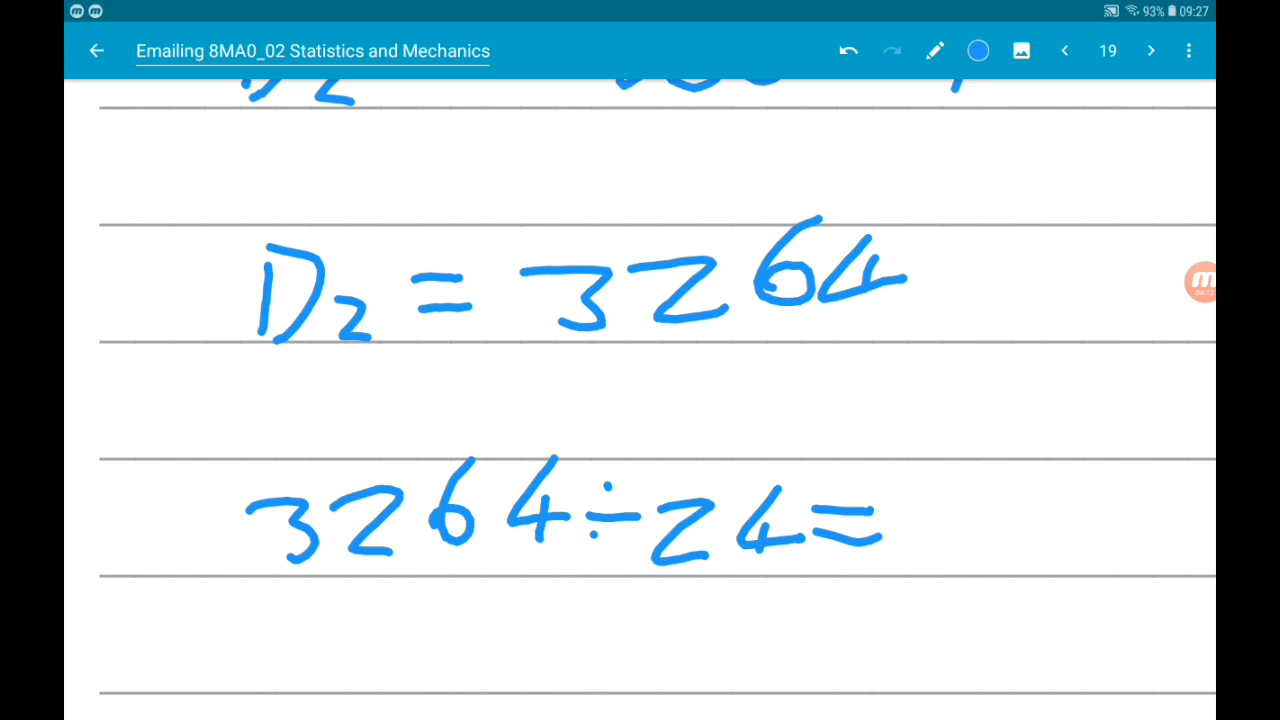 93% 09:27
Emailing 8MA0_02 Statistics and Mechanics
19
D₂ = 3264
3264÷24=